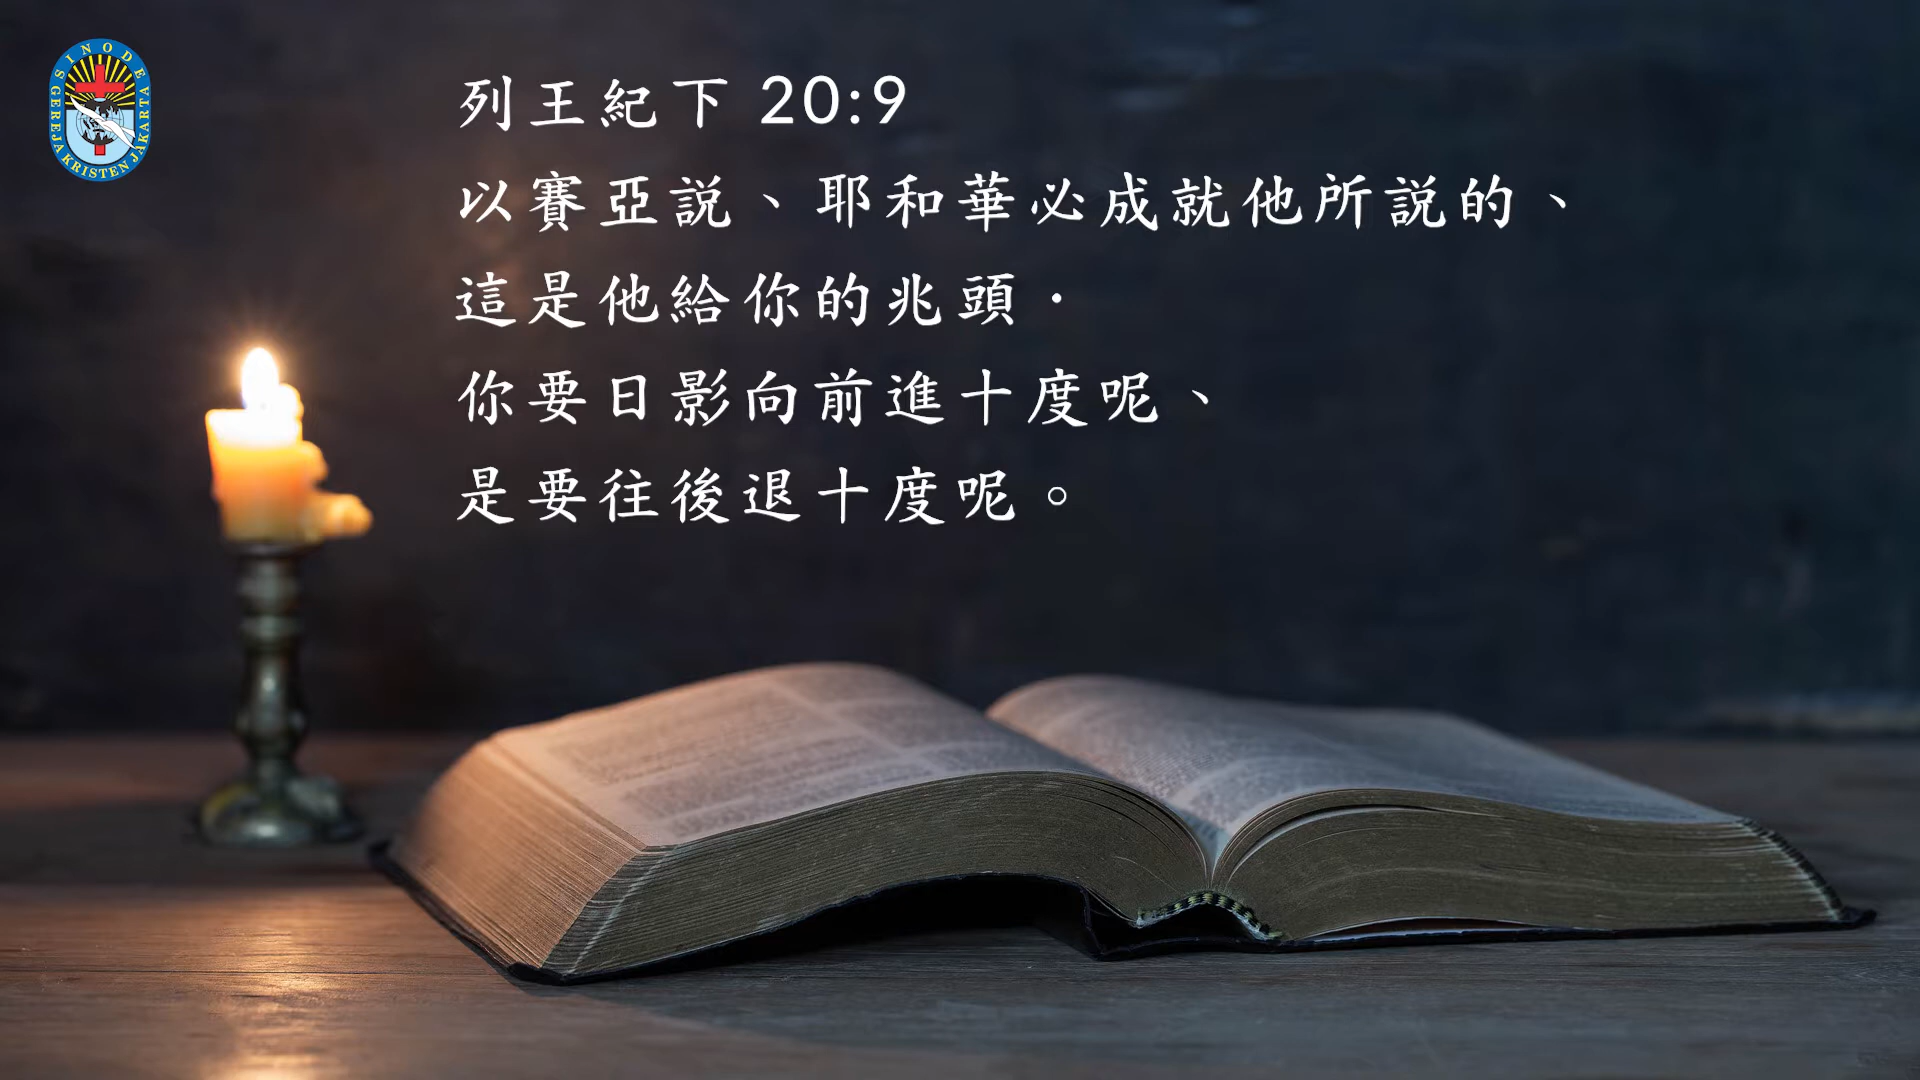 SINODE
GEREJA KRISTEN JAKARTA
列王紀下 20:9
以賽亞説、耶和華必成就他所説的、
這是他給你的兆頭．
你要日影向前進十度呢、
是要往後退十度呢。